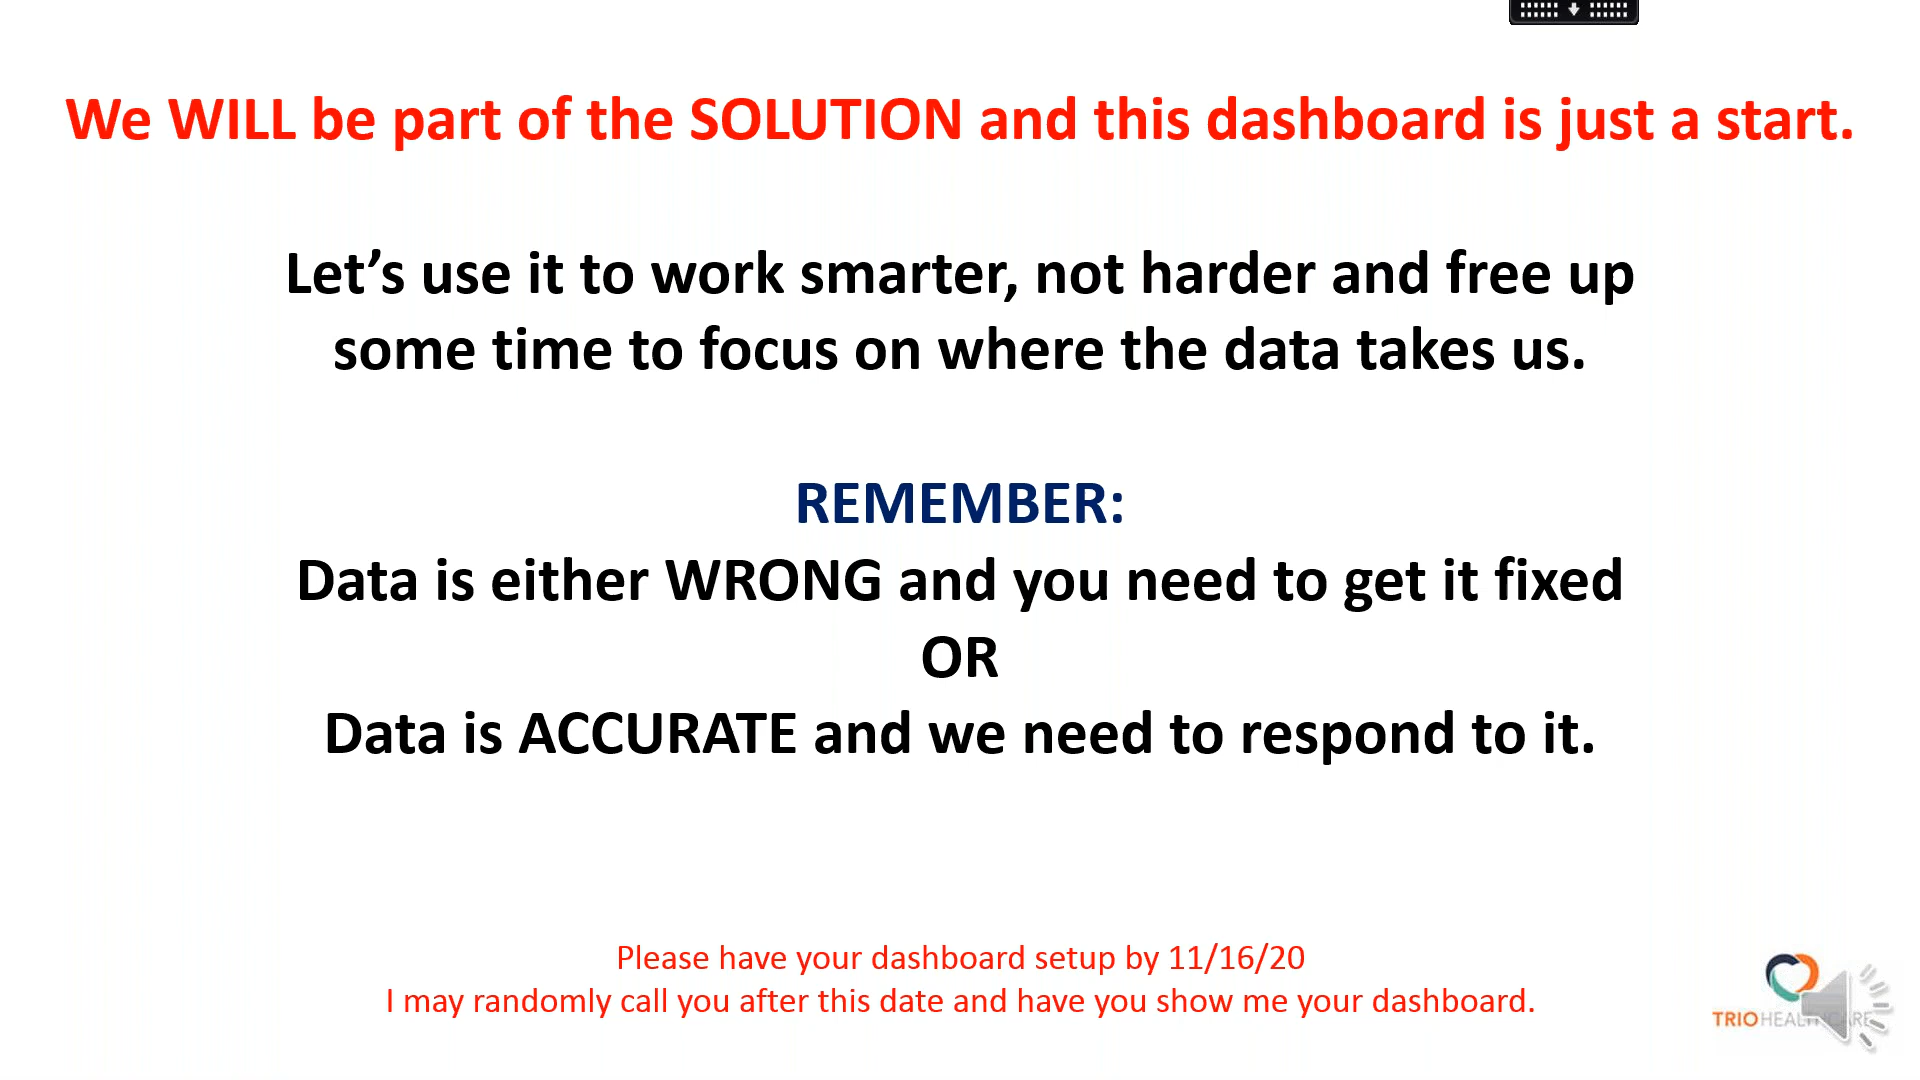 We WILL be part of the SOLUTION and this dashboard is just a start.
Let’s use it to work smarter, not harder and free up
some time to focus on where the data takes us.
REMEMBER:
Data is either WRONG and you need to get it fixed
OR
Data is ACCURATE and we need to respond to it.
Please have your dashboard setup by 11/16/20
I may randomly call you after this date and have you show me your dashboard.
TRIO